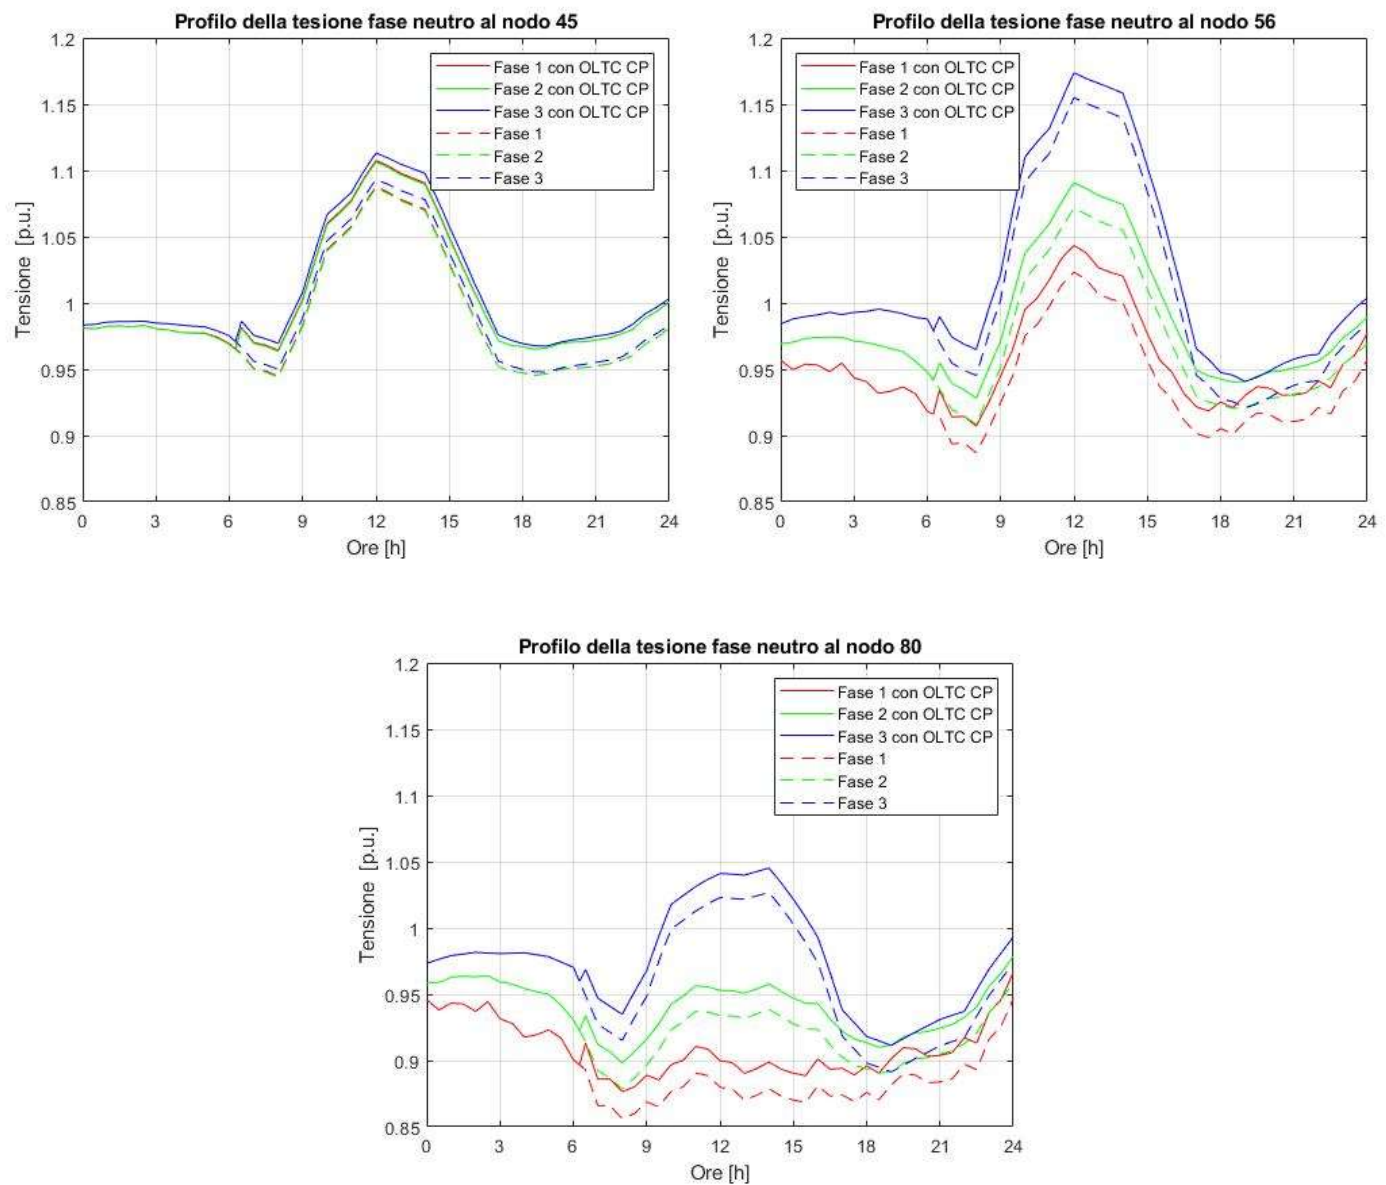 Profilo della tesione fase neutro al nodo 45
1.2
1.15
1.1
1.05
1
0.95
0.9
0.85
Tensione [p.u.]
Fase 1 con OLTC CP
Fase 2 con OLTC CP
Fase 3 con OLTC CP
Fase 1
Fase 2
Fase 3
0 3 6 9 12 15 18 21 24
Ore [h]
Profilo della tesione fase neutro al nodo 56
1.2
1.15
1.1
1.05
1
0.95
0.9
0.85
Tensione [p.u.]
Fase 1 con OLTC CP
Fase 2 con OLTC CP
Fase 3 con OLTC CP
Fase 1
Fase 2
Fase 3
0 3 6 9 12 15 18 21 24
Ore [h]
Profilo della tesione fase neutro al nodo 80
1.2
1.15
1.1
1.05
1
0.95
0.9
0.85
Tensione [p.u.]
Fase 1 con OLTC CP
Fase 2 con OLTC CP
Fase 3 con OLTC CP
Fase 1
Fase 2
Fase 3
0 3 6 9 12 15 18 21 24
Ore [h]